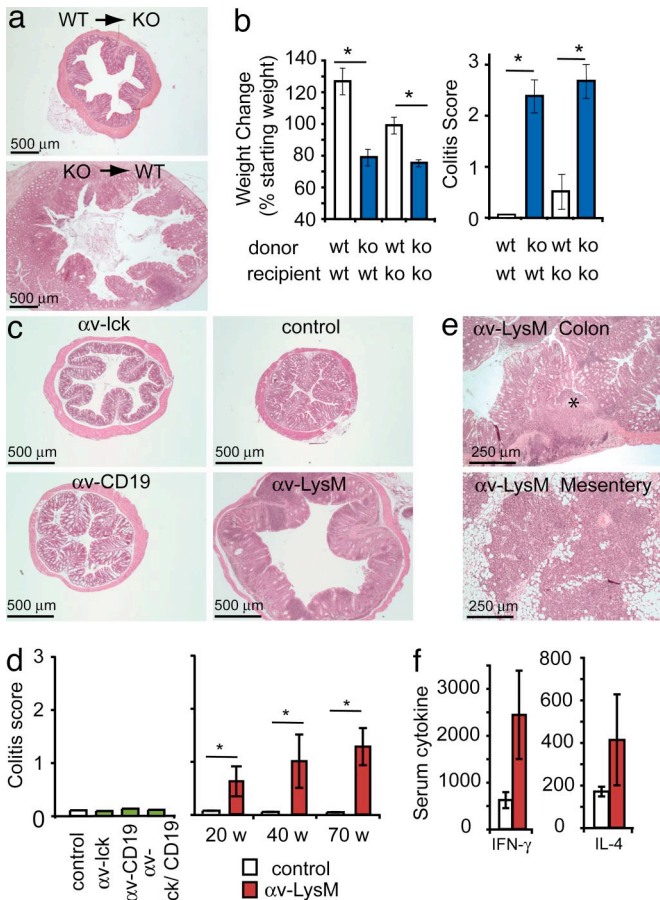 a
WT → KO
500 μm
KO → WT
500 μm
b
Weight Change
(% starting weight)
140
120
100
80
60
40
* *
donor wt ko wt ko
recipient wt wt ko ko
Colitis Score
3
2
1
0
* *
wt ko wt ko
wt wt ko ko
c
αv-lck
500 μm
control
500 μm
αv-CD19
500 μm
αv-LysM
500 μm
e
αv-LysM Colon
*
250 μm
αv-LysM Mesentery
250 μm
d
Colitis score
3
2
1
0
control
αv-lck
αv-CD19
αv-
ck/ CD19
* * *
20 w 40 w 70 w
control
αv-LysM
f
Serum cytokine
3000
2000
1000
500
0
IFN-γ
800
600
400
200
0
IL-4